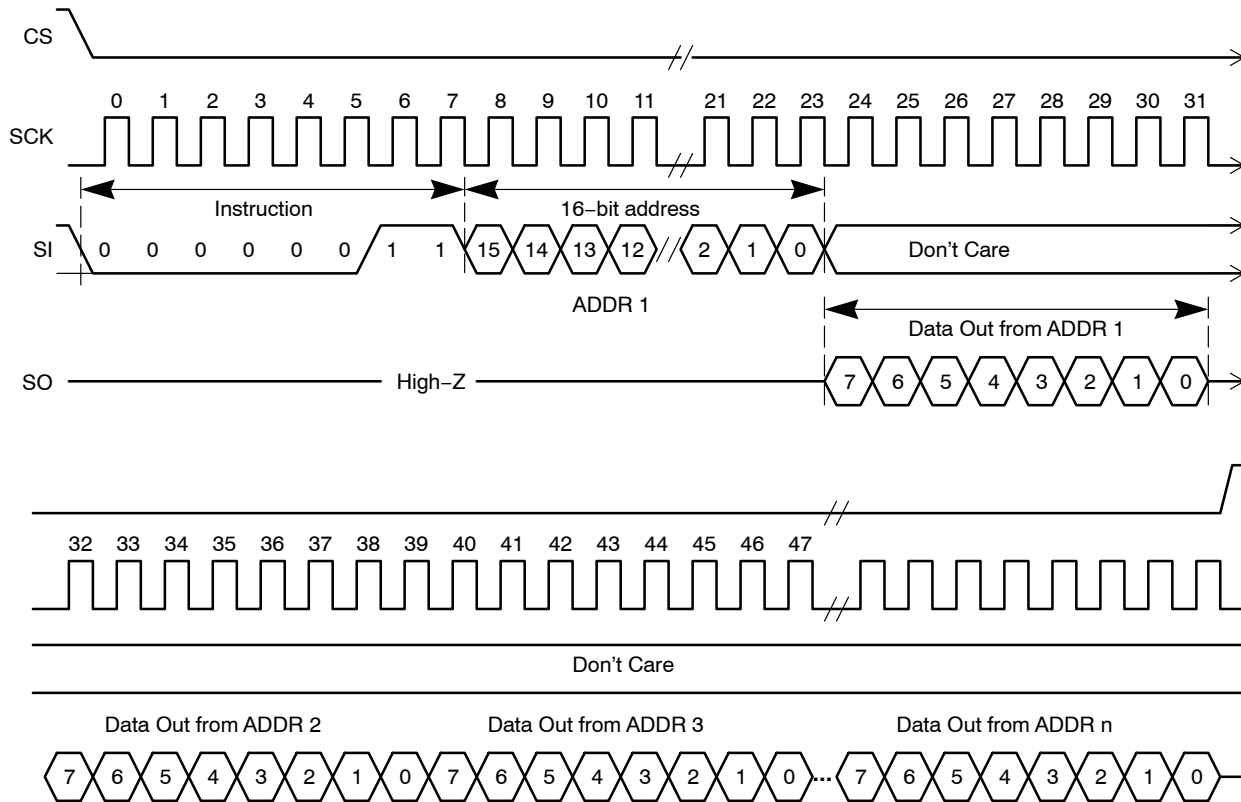 CS
0 1 2 3 4 5 6 7 8 9 10 11 21 22 23 24 25 26 27 28 29 30 31
SCK
Instruction 16−bit address
SI 0 0 0 0 0 0 1 1 15 14 13 12 2 1 0 Don't Care
ADDR 1
Data Out from ADDR 1
SO High−Z 7 6 5 4 3 2 1 0
32 33 34 35 36 37 38 39 40 41 42 43 44 45 46 47
Don't Care
Data Out from ADDR 2 Data Out from ADDR 3 Data Out from ADDR n
7 6 5 4 3 2 1 0 7 6 5 4 3 2 1 0 ... 7 6 5 4 3 2 1 0